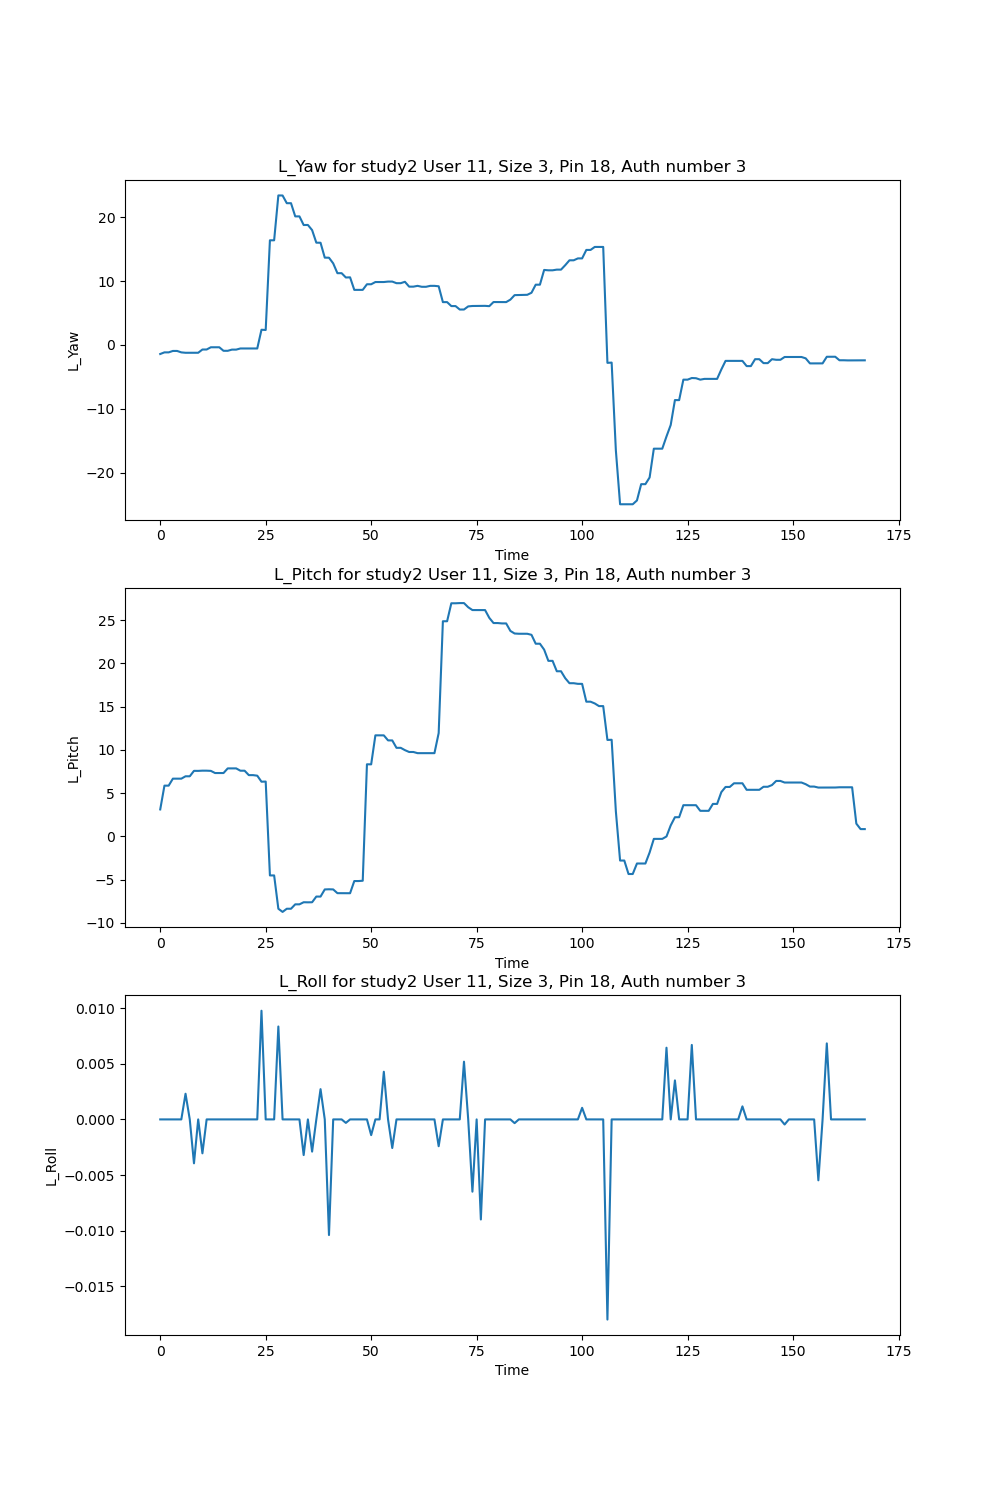 L_Yaw for study2 User 11, Size 3, Pin 18, Auth number 3
20
10
0
−10
−20
L_Yaw
0 25 50 75 100 125 150 175
Time
L_Pitch for study2 User 11, Size 3, Pin 18, Auth number 3
25
20
15
10
5
0
−5
−10
L_Pitch
0 25 50 75 100 125 150 175
Time
L_Roll for study2 User 11, Size 3, Pin 18, Auth number 3
0.010
0.005
0.000
−0.005
−0.010
−0.015
L_Roll
0 25 50 75 100 125 150 175
Time